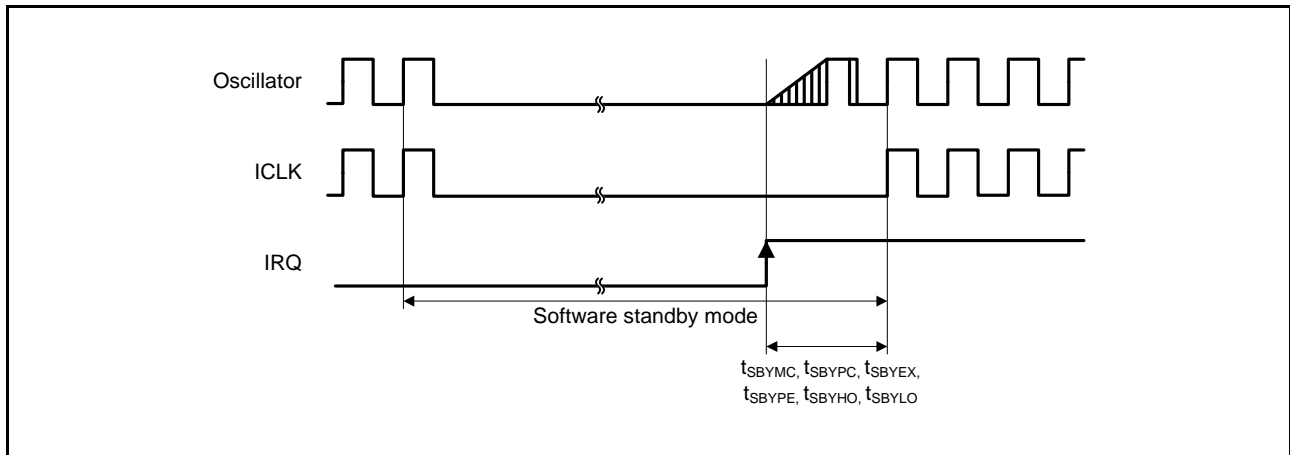 Oscillator
ICLK
IRQ
Software standby mode
tSBYMC, tSBYPC, tSBYEX,
tSBYPE, tSBYHO, tSBYLO